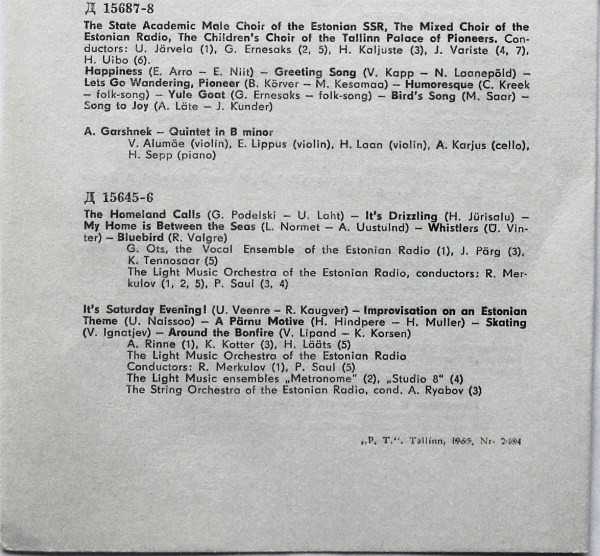 Д 15687-8
The State Academic Male Choir of the Estonian SSR, The Mixed Choir of the
Estonian Radio, The Children's Choir of the Tallinn Palace of Pioneers. Con-
ductors: U. Järvela (1), G. Ernesaks (2, 5), H. Kaljuste (3), J. Variste (4, 7),
H. Uibo (6).
Happiness (E. Arro — E. Niit) — Greeting Song (V. Kapp — N. Laanepõld) —
Lets Go Wandering, Pioneer (B. Körver — M. Kesamaa) — Humoresque (C. Kreek
— folk-song) — Yule Goat (G. Ernesaks — folk-song) — Bird's Song (M. Saar) —
Song to Joy (A. Läte — J. Kunder)
A. Garshnek — Quintet in B minor
V. Alumäe (violin), E. Lippus (violin), H. Laan (violin), A. Karjus (cello),
H. Sepp (piano)
Д 15645-6
The Homeland Calls (G. Podelski — U. Laht) — It's Drizzling (H. Jürisalu) —
My Home is Between the Seas (L. Normet — A. Uustulnd) — Whistlers (Ü. Vin-
ter) — Bluebird (R. Valgre)
G. Ots, the Vocal Ensemble of the Estonian Radio (1), J. Pärg (3),
K. Tennosaar (5)
The Light Music Orchestra of the Estonian Radio, conductors: R. Mer-
kulov (1, 2, 5), P. Saul (3, 4)
It's Saturday Evening! (U. Veenre — R. Kaugver) — Improvisation on an Estonian
Theme (U. Naissoo) — A Pärnu Motive (H. Hindpere — H. Muller) — Skating
(V. Ignatjev) — Around the Bonfire (V. Lipand — K. Korsen)
A. Rinne (1), K. Kotter (3), H. Lääts (5)
The Light Music Orchestra of the Estonian Radio
Conductors: R. Merkulov (1), P. Saul (5)
The Light Music ensembles „Metronome" (2), „Studio 8" (4)
The String Orchestra of the Estonian Radio, cond. A. Ryabov (3)
„P. T.". Tallinn, 1965. Nr. 2484